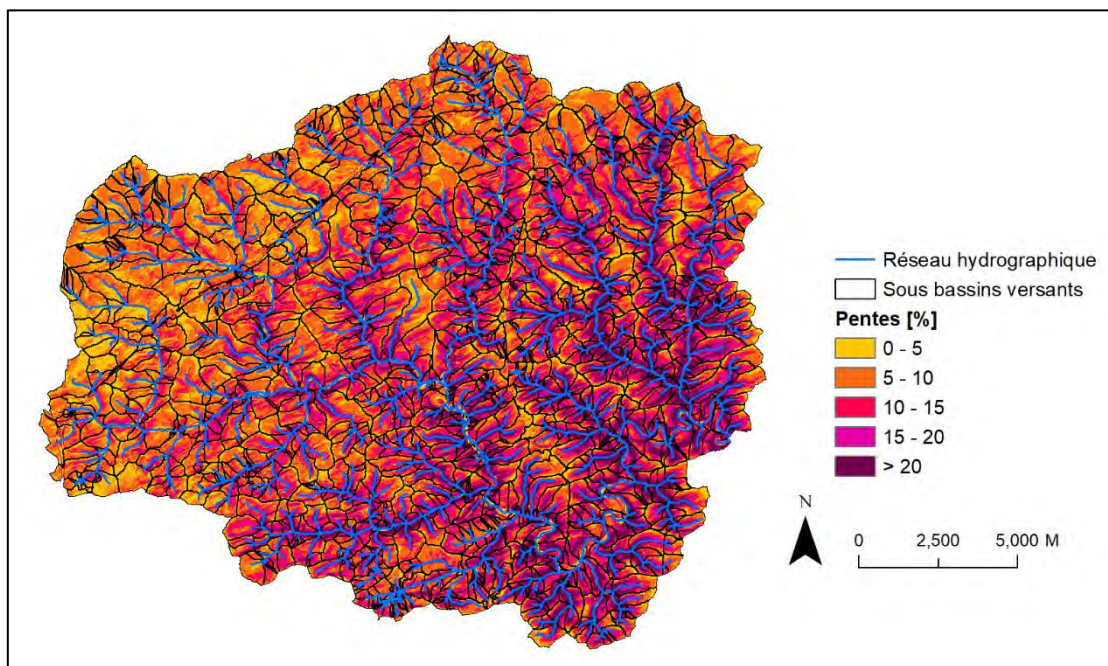 Réseau hydrographique
Sous bassins versants
Pentes [%]
0 - 5
5 - 10
10 - 15
15 - 20
> 20
N
0 2,500 5,000 M